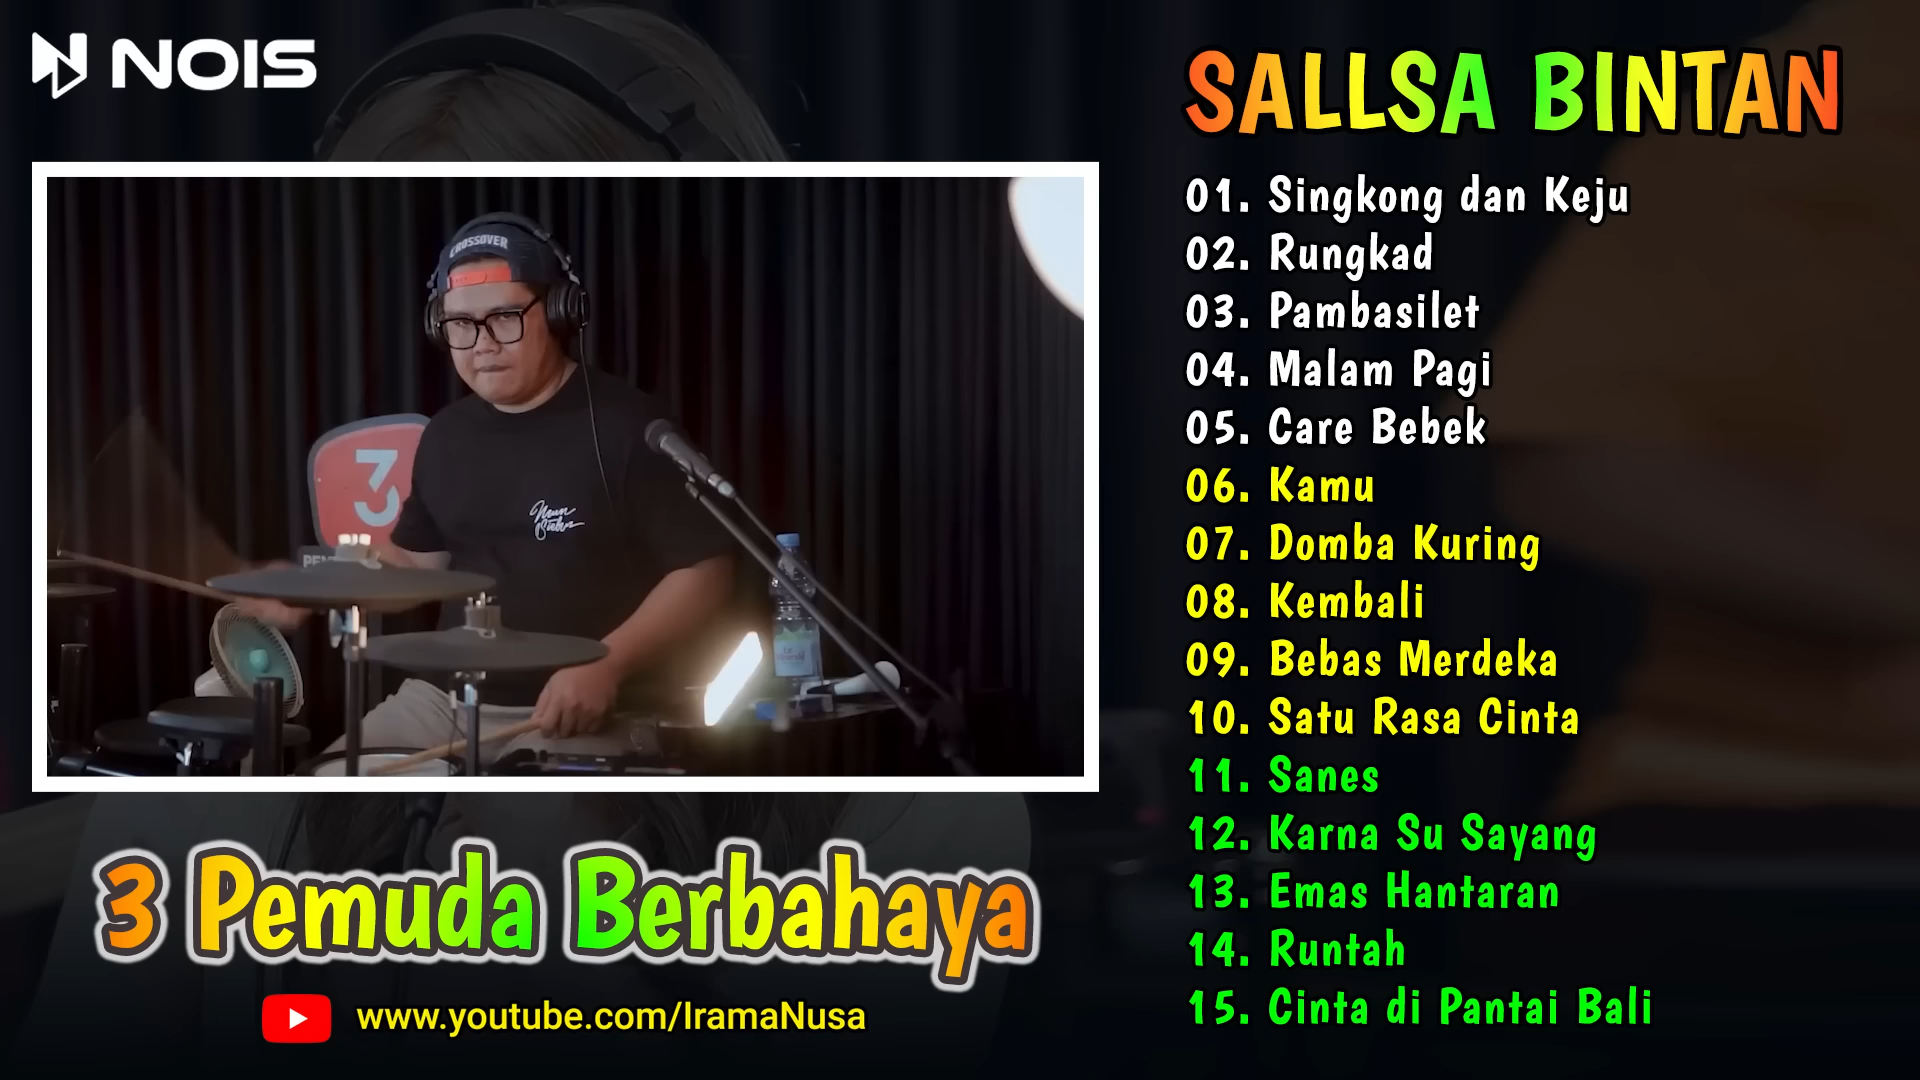 NOIS
SALLSA BINTAN
CROSSOVER
3
01. Singkong dan Keju
02. Rungkad
03. Pambasilet
04. Malam Pagi
05. Care Bebek
06. Kamu
07. Domba Kuring
08. Kembali
09. Bebas Merdeka
10. Satu Rasa Cinta
11. Sanes
12. Karna Su Sayang
13. Emas Hantaran
14. Runtah
15. Cinta di Pantai Bali
3 Pemuda Berbahaya
www.youtube.com/IramaNusa